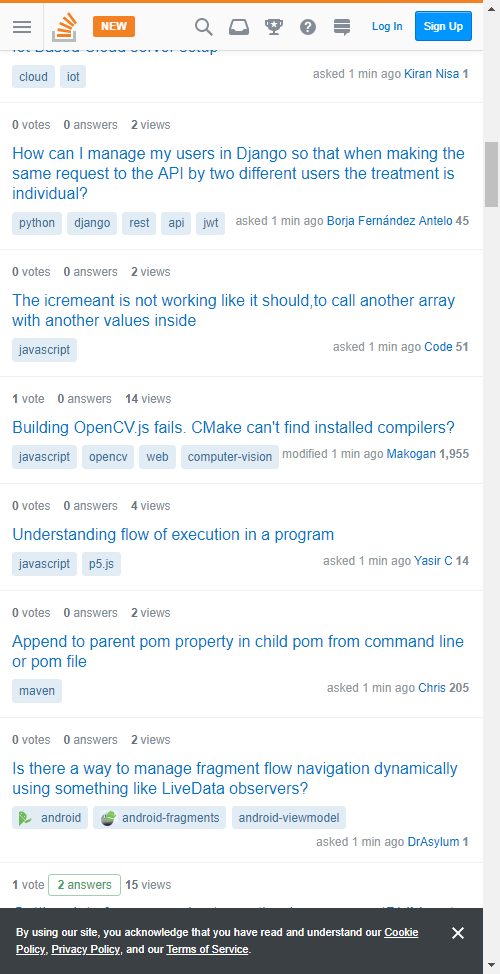 NEW
Log In
Sign Up
IoT Based Cloud Server Setup
cloud iot
asked 1 min ago Kiran Nisa 1
0 votes 0 answers 2 views
How can I manage my users in Django so that when making the
same request to the API by two different users the treatment is
individual?
python django rest api jwt
asked 1 min ago Borja Fernández Antelo 45
0 votes 0 answers 2 views
The icremeant is not working like it should,to call another array
with another values inside
javascript
asked 1 min ago Code 51
1 vote 0 answers 14 views
Building OpenCV.js fails. CMake can't find installed compilers?
javascript opencv web computer-vision
modified 1 min ago Makogan 1,955
0 votes 0 answers 4 views
Understanding flow of execution in a program
javascript p5.js
asked 1 min ago Yasir C 14
0 votes 0 answers 2 views
Append to parent pom property in child pom from command line
or pom file
maven
asked 1 min ago Chris 205
0 votes 0 answers 2 views
Is there a way to manage fragment flow navigation dynamically
using something like LiveData observers?
android android-fragments android-viewmodel
asked 1 min ago DrAsylum 1
1 vote 2 answers 15 views
By using our site, you acknowledge that you have read and understand our Cookie
Policy, Privacy Policy, and our Terms of Service.